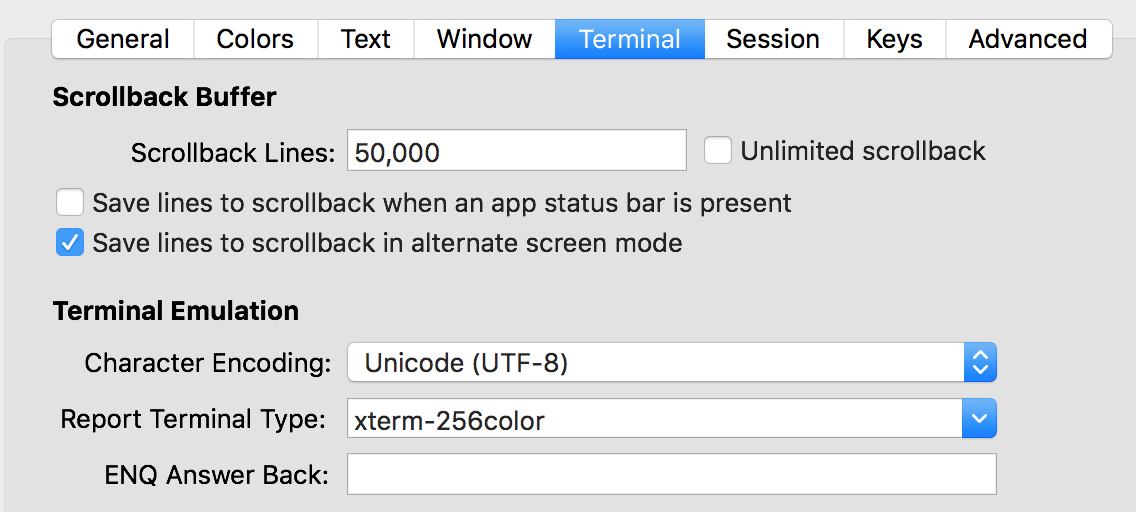 General Colors Text Window Terminal Session Keys Advanced
Scrollback Buffer
Scrollback Lines: 50,000 Unlimited scrollback
Save lines to scrollback when an app status bar is present
Save lines to scrollback in alternate screen mode
Terminal Emulation
Character Encoding: Unicode (UTF-8)
Report Terminal Type: xterm-256color
ENQ Answer Back: